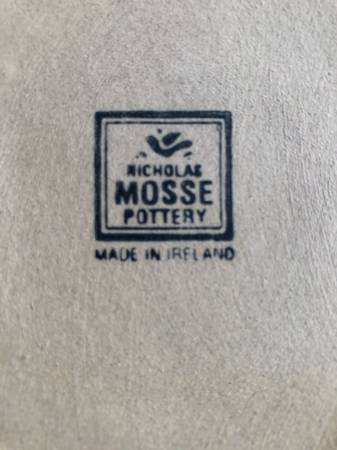 NICHOLAS
MOSSE
POTTERY
MADE IN IRELAND